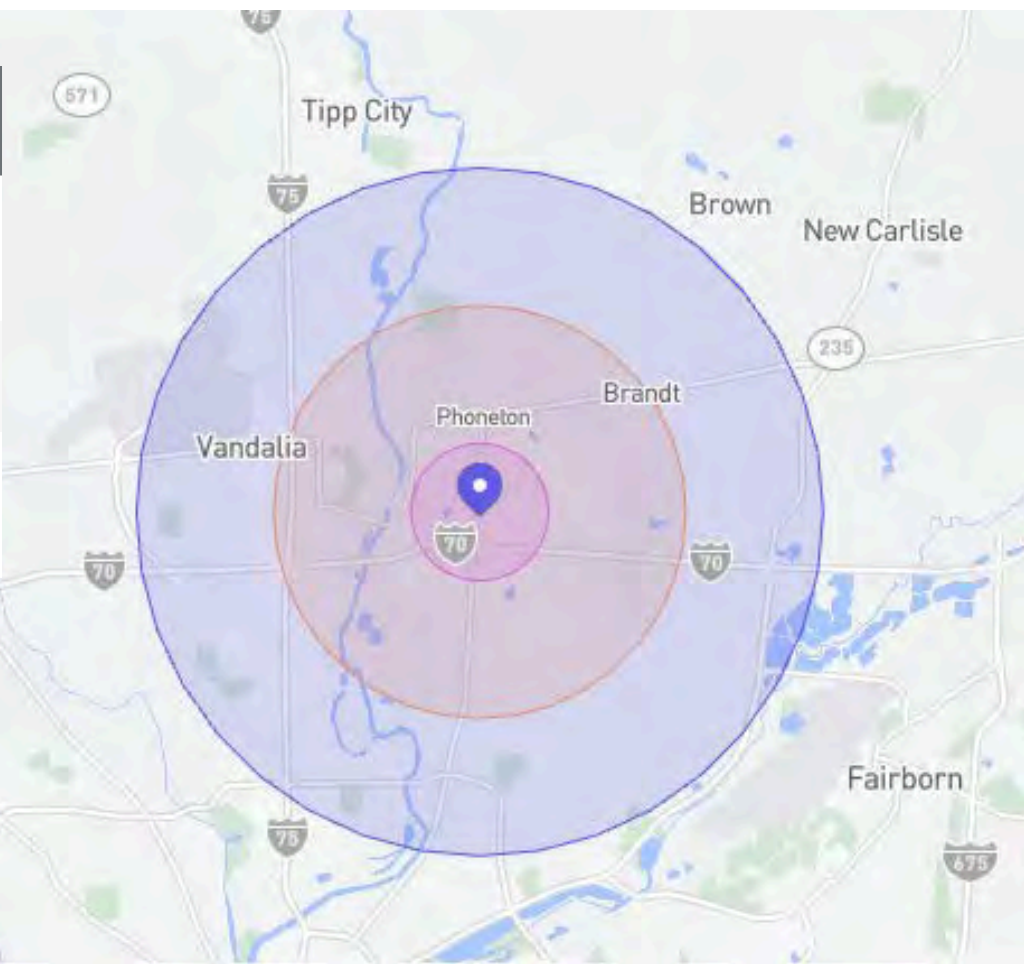 75
571
Tipp City
75
Brown
New Carlisle
235
Brandt
Phoneton
Vandalia
70
70
70
Fairborn
75
675